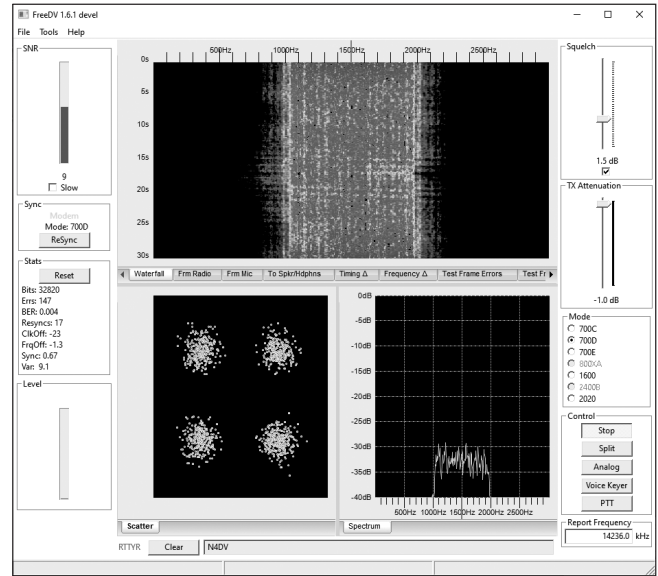 FreeDV 1.6.1 devel
File Tools Help
SNR
9
Slow
Sync
Modem
Mode: 700D
ReSync
Stats
Reset
Bits: 32820
Errs: 147
BER: 0.004
Resyncs: 17
ClkOff: -23
FrqOff: -1.3
Sync: 0.67
Var: 9.1
Level
500Hz 1000Hz 1500Hz 2000Hz 2500Hz
0s
5s
10s
15s
20s
25s
30s
Waterfall Frm Radio Frm Mic To Spkr/Hdphns Timing Δ Frequency Δ Test Frame Errors Test Fr
0dB
-5dB
-10dB
-15dB
-20dB
-25dB
-30dB
-35dB
-40dB
500Hz 1000Hz 1500Hz 2000Hz 2500Hz
Scatter
Spectrum
RTTYR Clear N4DV
Squelch
1.5 dB
TX Attenuation
-1.0 dB
Mode
700C
700D
700E
800XA
1600
2400B
2020
Control
Stop
Split
Analog
Voice Keyer
PTT
Report Frequency
14236.0 kHz